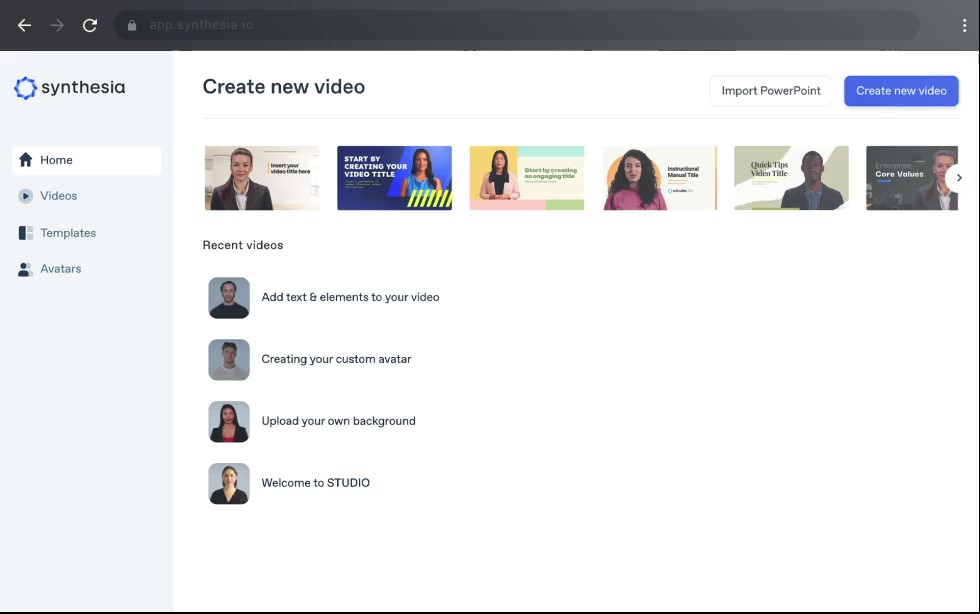 app.synthesia.io
synthesia
Create new video
Import PowerPoint
Create new video
Home
Videos
Templates
Avatars
Insert your
video title here
START BY
CREATING YOUR
VIDEO TITLE
Start by creating
an engaging title
Instructional
Manual Title
Quick Tips
Video Title
Enterprise
Core Values
Recent videos
Add text & elements to your video
Creating your custom avatar
Upload your own background
Welcome to STUDIO